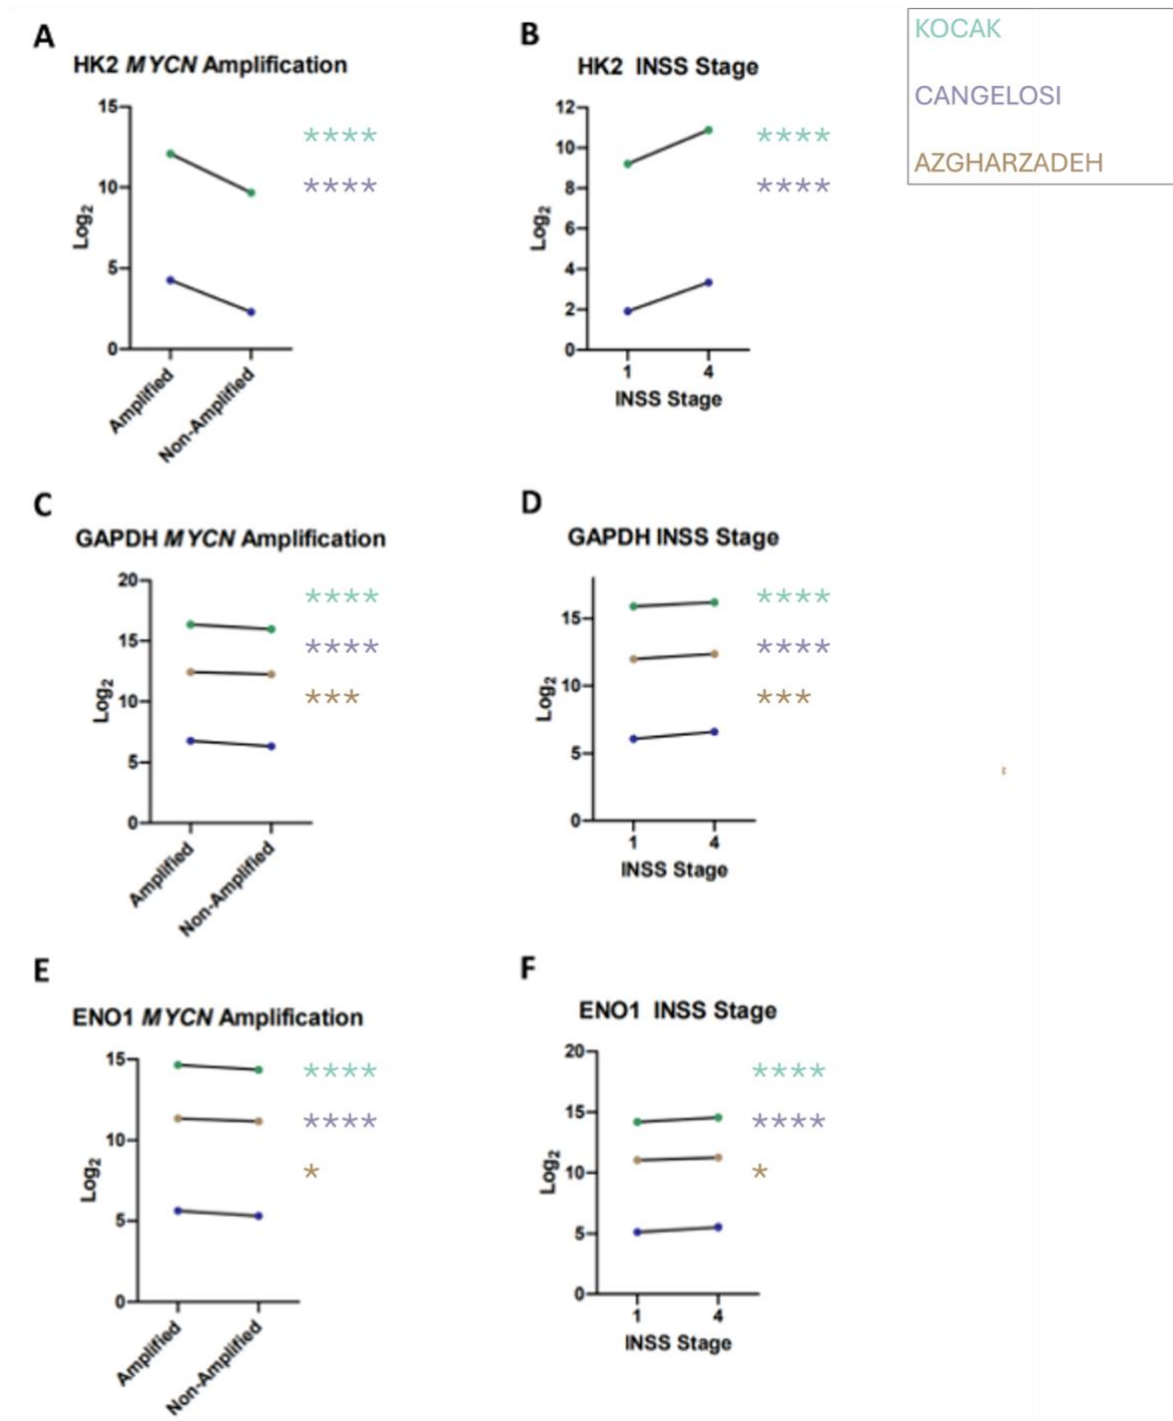 A
HK2 MYCN Amplification
15
10
5
0
Log2
Amplified
Non-Amplified
****
****
B
HK2 INSS Stage
12
10
8
6
4
2
0
Log2
1 4
INSS Stage
****
****
KOCAK
CANGELOSI
AZGHARZADEH
C
GAPDH MYCN Amplification
20
15
10
5
0
Log2
Amplified
Non-Amplified
****
****
***
D
GAPDH INSS Stage
15
10
5
0
Log2
1 4
INSS Stage
****
****
***
E
ENO1 MYCN Amplification
15
10
5
0
Log2
Amplified
Non-Amplified
****
****
*
F
ENO1 INSS Stage
20
15
10
5
0
Log2
1 4
INSS Stage
****
****
*